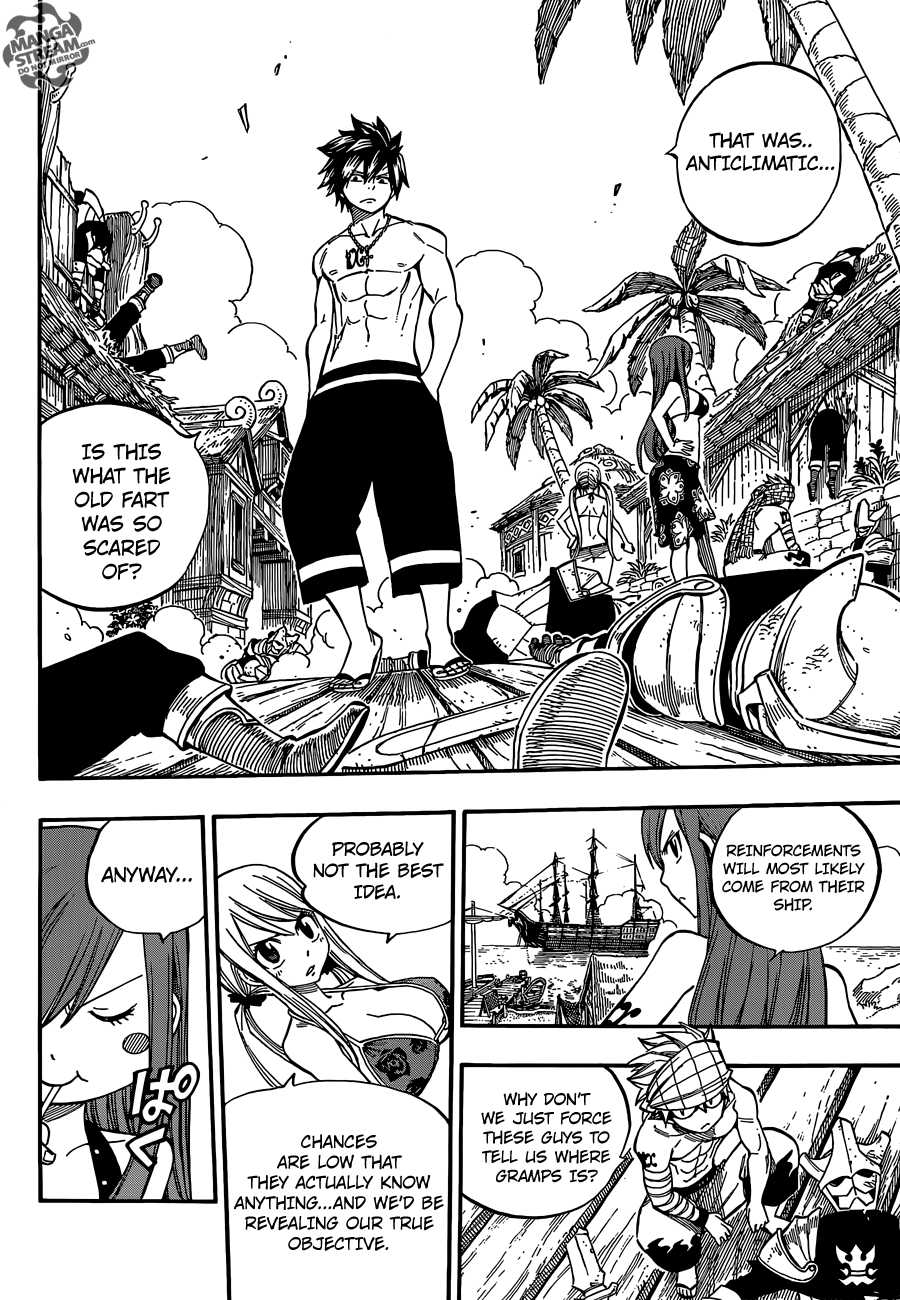 MANGA
STREAM.com
DO NOT MIRROR
THAT WAS..
ANTICLIMATIC...
IS THIS
WHAT THE
OLD FART
WAS SO
SCARED
OF?
REINFORCEMENTS
WILL MOST LIKELY
COME FROM THEIR
SHIP.
WHY DON'T
WE JUST FORCE
THESE GUYS TO
TELL US WHERE
GRAMPS IS?
PROBABLY
NOT THE BEST
IDEA.
CHANCES
ARE LOW THAT
THEY ACTUALLY KNOW
ANYTHING...AND WE'D BE
REVEALING OUR TRUE
OBJECTIVE.
ANYWAY...
ぱく